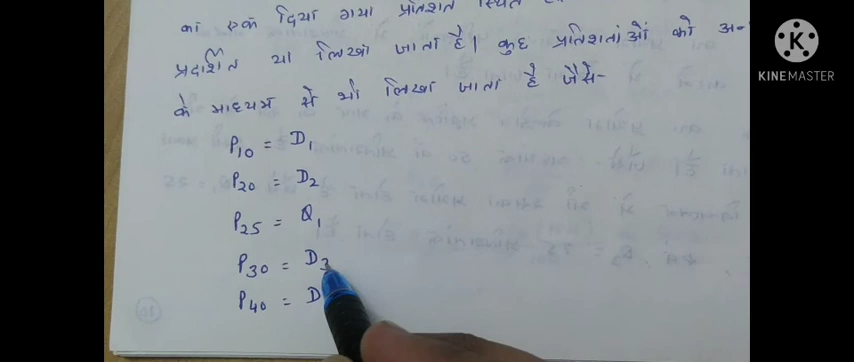 का एक दिया गया प्रतिशत स्थित
प्रदर्शित या लिखा जाता है। कुछ प्रतिशतांओं को अ-
के माध्यम से भी लिखा जाता है जैसे-
P10 = D1
P20 = D2
P25 = Q1
P30 = D3
P40 = D
KINEMASTER